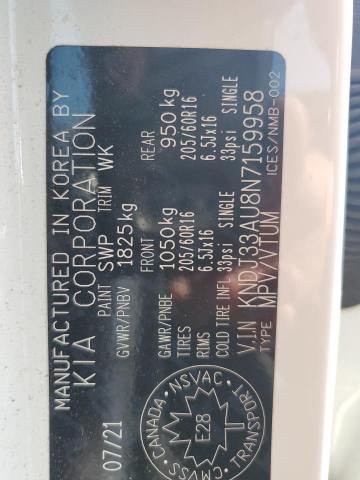 MANUFACTURED IN KOREA BY
KIA CORPORATION
PAINT SWP TRIM WK
07/21 GVWR/PNBV 1825kg
FRONT REAR
GAWR/PNBE 1050kg 950kg
TIRES 205/60R16 205/60R16
RIMS 6.5Jx16 6.5Jx16
COLD TIRE INFL 33psi SINGLE 33psi SINGLE
V.I.N KNDJ33AU8N7159958
TYPE MPV/VTUM ICES/NMB-002
CANADA
NSVAC
TRANSPORT
CMVSS
E28